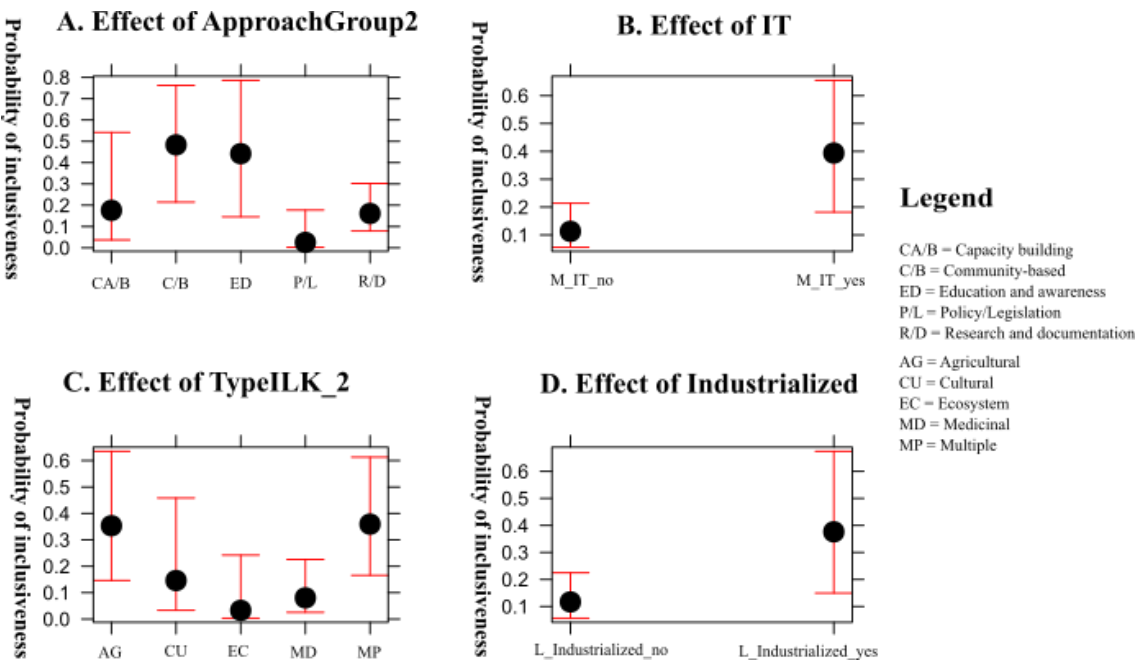 A. Effect of ApproachGroup2
Probability of inclusiveness
0.8
0.7
0.6
0.5
0.4
0.3
0.2
0.1
0.0
CA/B C/B ED P/L R/D
B. Effect of IT
Probability of inclusiveness
0.6
0.5
0.4
0.3
0.2
0.1
M_IT_no M_IT_yes
C. Effect of TypeILK_2
Probability of inclusiveness
0.6
0.5
0.4
0.3
0.2
0.1
0.0
AG CU EC MD MP
D. Effect of Industrialized
Probability of inclusiveness
0.6
0.5
0.4
0.3
0.2
0.1
L_Industrialized_no L_Industrialized_yes
Legend
CA/B = Capacity building
C/B = Community-based
ED = Education and awareness
P/L = Policy/Legislation
R/D = Research and documentation
AG = Agricultural
CU = Cultural
EC = Ecosystem
MD = Medicinal
MP = Multiple